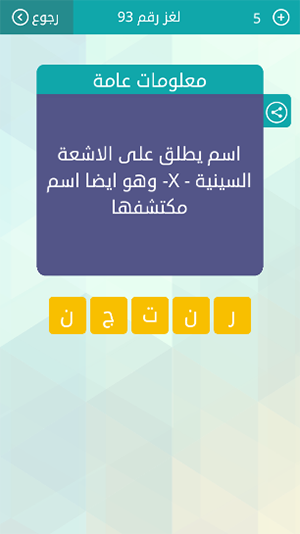 رجوع لغز رقم 93 5
معلومات عامة
اسم يطلق على الاشعة
السينية - X- وهو ايضا اسم
مكتشفها
ر ن ت ج ن